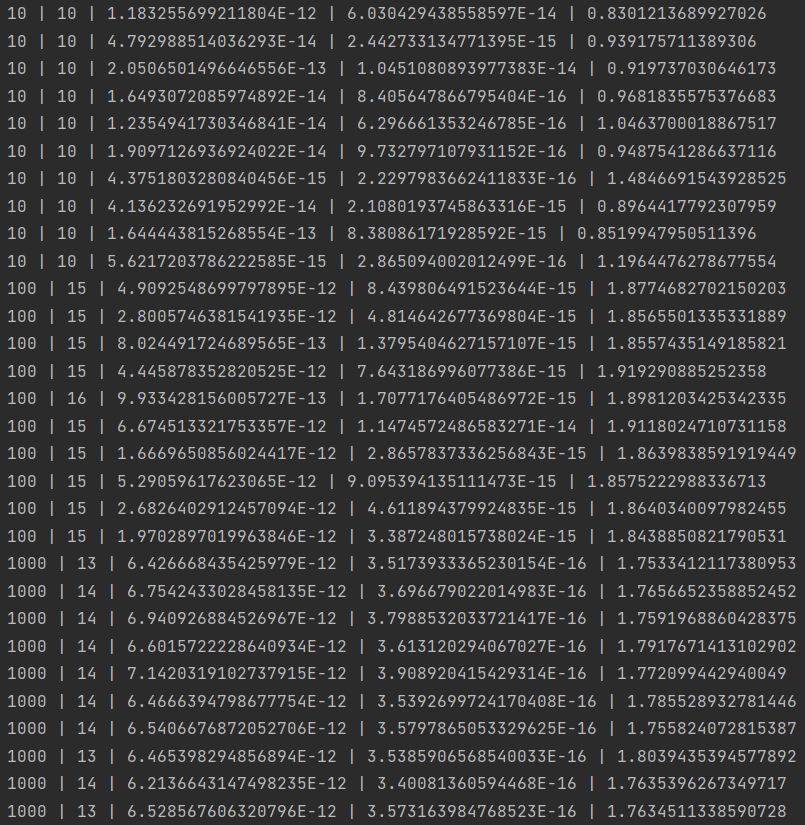 10 | 10 | 1.183255699211804E-12 | 6.030429438558597E-14 | 0.8301213689927026
10 | 10 | 4.792988514036293E-14 | 2.442733134771395E-15 | 0.939175711389306
10 | 10 | 2.0506501496646556E-13 | 1.0451080893977383E-14 | 0.919737030646173
10 | 10 | 1.6493072085974892E-14 | 8.405647866795404E-16 | 0.9681835575376683
10 | 10 | 1.2354941730346841E-14 | 6.296661353246785E-16 | 1.0463700018867517
10 | 10 | 1.9097126936924022E-14 | 9.732797107931152E-16 | 0.9487541286637116
10 | 10 | 4.3751803280840456E-15 | 2.2297983662411833E-16 | 1.4846691543928525
10 | 10 | 4.136232691952992E-14 | 2.1080193745863316E-15 | 0.8964417792307959
10 | 10 | 1.644443815268554E-13 | 8.38086171928592E-15 | 0.8519947950511396
10 | 10 | 5.6217203786222585E-15 | 2.865094002012499E-16 | 1.1964476278677554
100 | 15 | 4.9092548699797895E-12 | 8.439806491523644E-15 | 1.8774682702150203
100 | 15 | 2.8005746381541935E-12 | 4.814642677369804E-15 | 1.8565501335331889
100 | 15 | 8.024491724689565E-13 | 1.3795404627157107E-15 | 1.8557435149185821
100 | 15 | 4.445878352820525E-12 | 7.643186996077386E-15 | 1.919290885252358
100 | 16 | 9.933428156005727E-13 | 1.7077176405486972E-15 | 1.8981203425342335
100 | 15 | 6.674513321753357E-12 | 1.1474572486583271E-14 | 1.9118024710731158
100 | 15 | 1.6669650856024417E-12 | 2.8657837336256843E-15 | 1.8639838591919449
100 | 15 | 5.29059617623065E-12 | 9.095394135111473E-15 | 1.8575222988336713
100 | 15 | 2.6826402912457094E-12 | 4.611894379924835E-15 | 1.8640340097982455
100 | 15 | 1.9702897019963846E-12 | 3.387248015738024E-15 | 1.8438850821790531
1000 | 13 | 6.426668435425979E-12 | 3.5173933365230154E-16 | 1.7533412117380953
1000 | 14 | 6.7542433028458135E-12 | 3.696679022014983E-16 | 1.7656652358852452
1000 | 14 | 6.940926884526967E-12 | 3.7988532033721417E-16 | 1.7591968860428375
1000 | 14 | 6.6015722228640934E-12 | 3.613120294067027E-16 | 1.7917671413102902
1000 | 14 | 7.1420319102737915E-12 | 3.908920415429314E-16 | 1.772099442940049
1000 | 14 | 6.4666394798677754E-12 | 3.5392699724170408E-16 | 1.785528932781446
1000 | 14 | 6.5406676872052706E-12 | 3.5797865053329625E-16 | 1.755824072815387
1000 | 13 | 6.465398294856894E-12 | 3.5385906568540033E-16 | 1.8039435394577892
1000 | 14 | 6.2136643147498235E-12 | 3.40081360594468E-16 | 1.7635396267349717
1000 | 13 | 6.528567606320796E-12 | 3.573163984768523E-16 | 1.7634511338590728